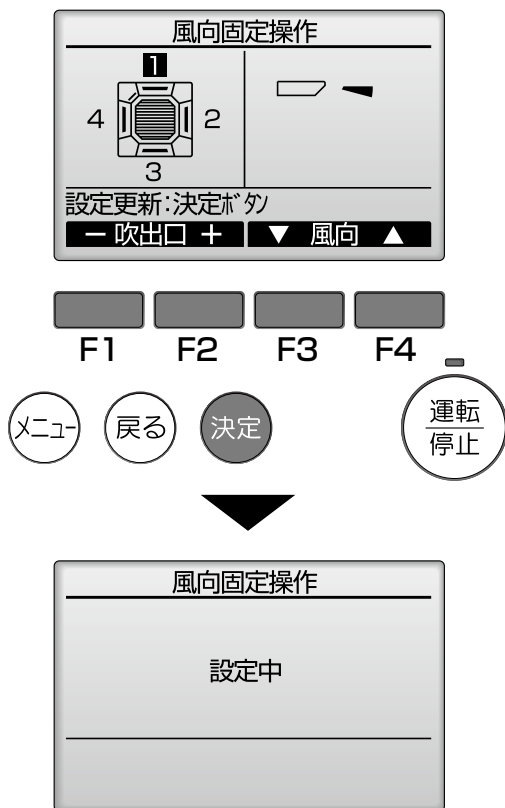 風向固定操作
1
4 2
3
設定更新:決定ボタン
− 吹出口 + ▼ 風向 ▲
F1 F2 F3 F4
メニュー 戻る 決定 運転
停止
風向固定操作
設定中